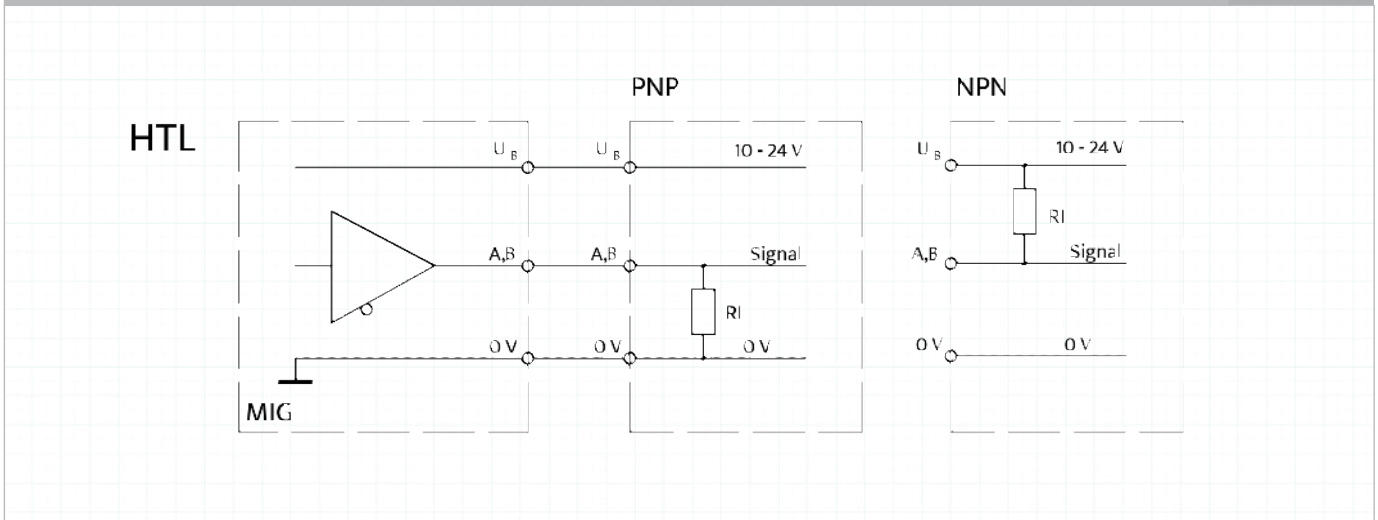 PNP
NPN
HTL
U B
U B
10 - 24 V
U B
10 - 24 V
RI
A,B
A,B
Signal
A,B
Signal
RI
0 V
0 V
0 V
0 V
0 V
MIG